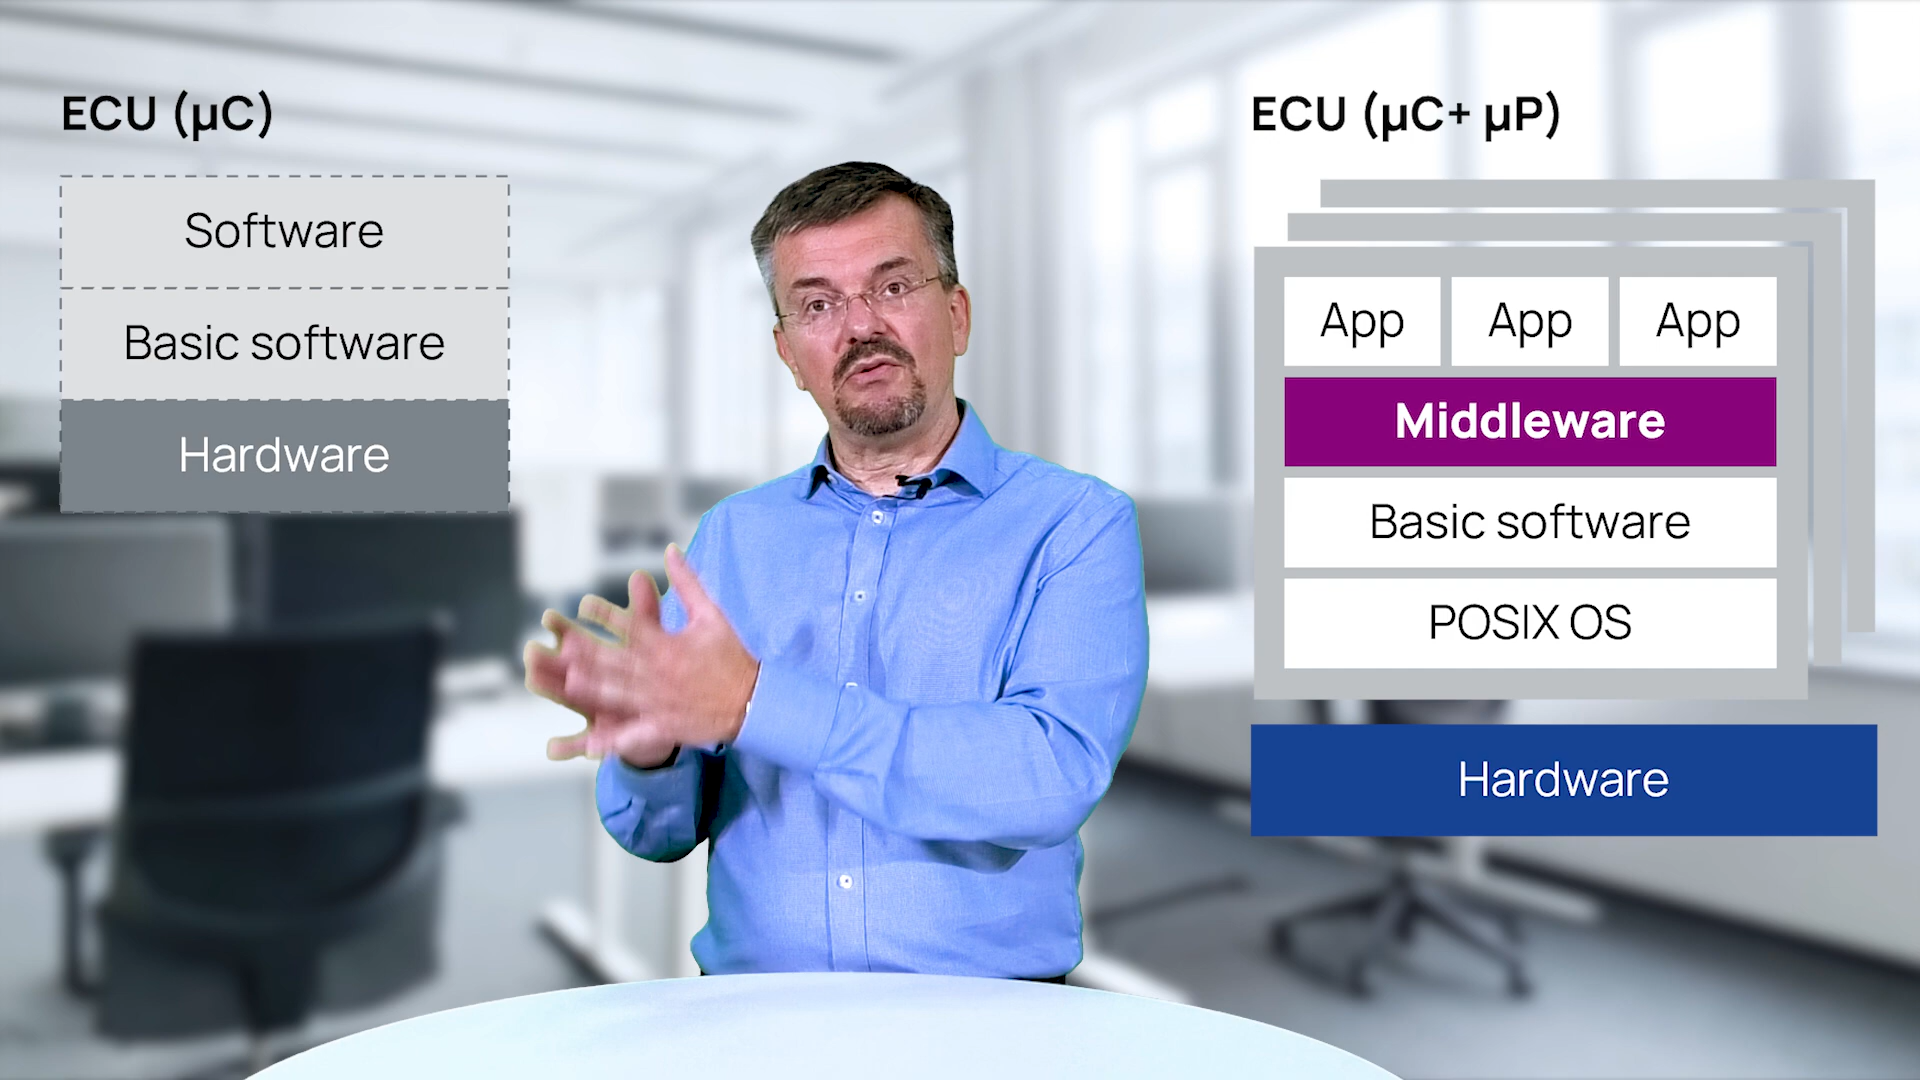 ECU (µC)
Software
Basic software
Hardware
ECU (µC+ µP)
App App App
Middleware
Basic software
POSIX OS
Hardware